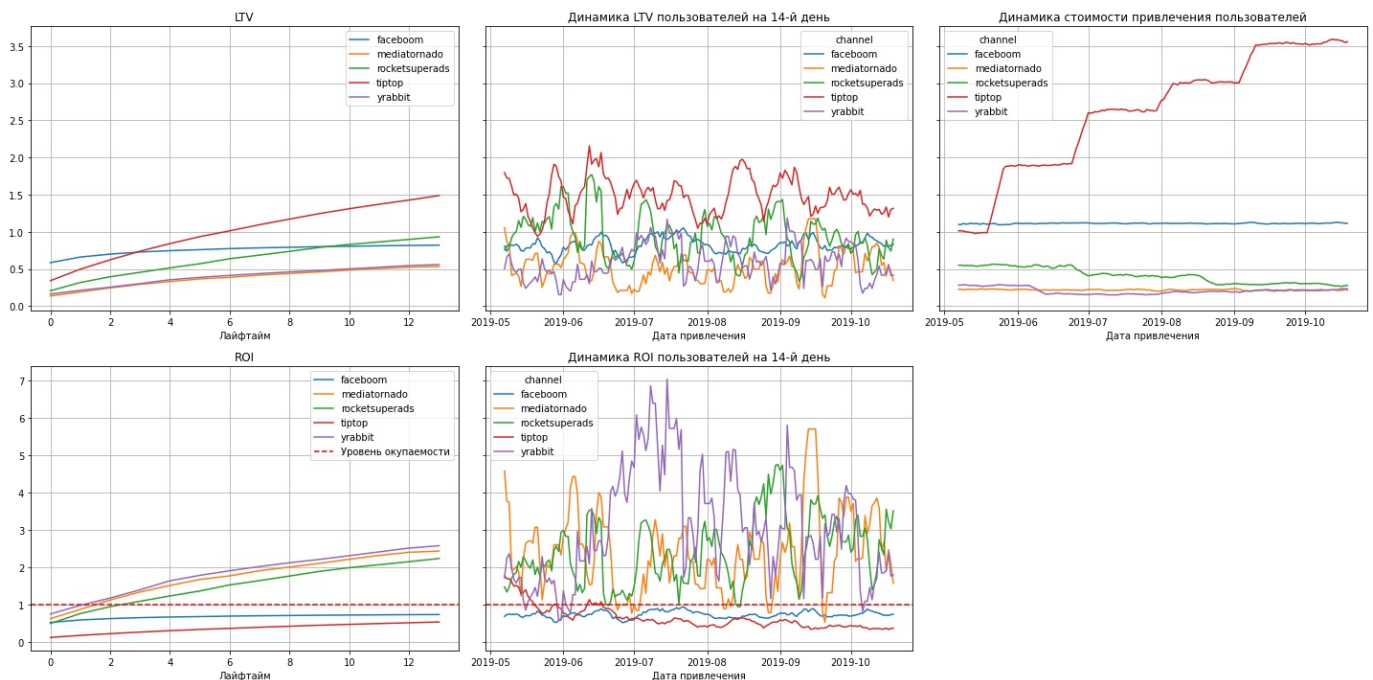 LTV
faceboom
mediatornado
rocketsuperads
tiptop
yrabbit
3.5
3.0
2.5
2.0
1.5
1.0
0.5
0.0
0 2 4 6 8 10 12
Лайфтайм
Динамика LTV пользователей на 14-й день
channel
faceboom
mediatornado
rocketsuperads
tiptop
yrabbit
2019-05 2019-06 2019-07 2019-08 2019-09 2019-10
Дата привлечения
Динамика стоимости привлечения пользователей
channel
faceboom
mediatornado
rocketsuperads
tiptop
yrabbit
2019-05 2019-06 2019-07 2019-08 2019-09 2019-10
Дата привлечения
ROI
faceboom
mediatornado
rocketsuperads
tiptop
yrabbit
Уровень окупаемости
7
6
5
4
3
2
1
0
0 2 4 6 8 10 12
Лайфтайм
Динамика ROI пользователей на 14-й день
channel
faceboom
mediatornado
rocketsuperads
tiptop
yrabbit
2019-05 2019-06 2019-07 2019-08 2019-09 2019-10
Дата привлечения